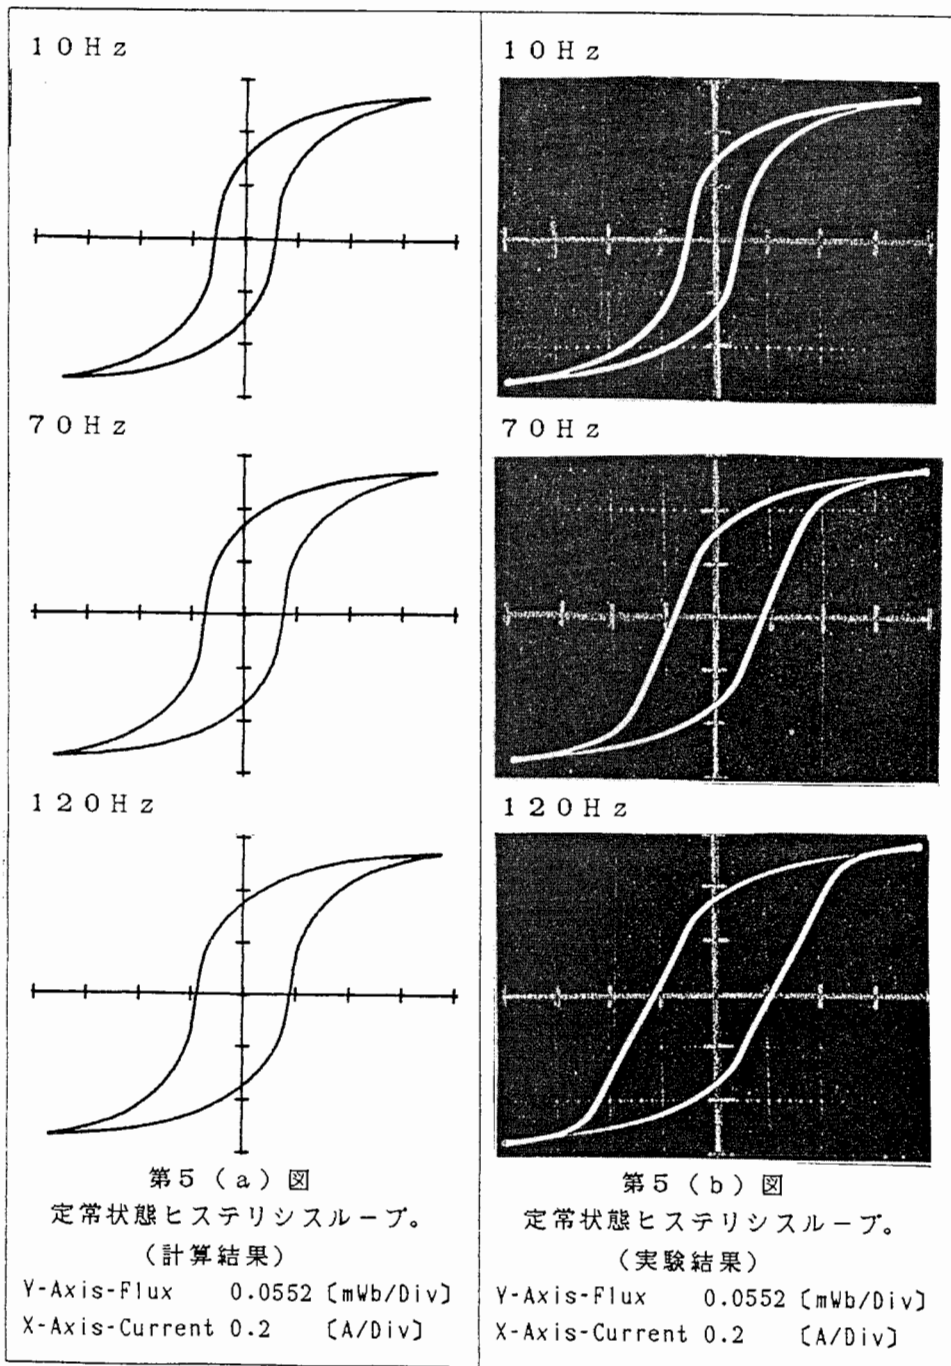 10Hz
70Hz
120Hz
第5(a)図
定常状態ヒステリシスループ。
(計算結果)
Y-Axis-Flux 0.0552 〔mWb/Div〕
X-Axis-Current 0.2 〔A/Div〕
10Hz
70Hz
120Hz
第5(b)図
定常状態ヒステリシスループ。
(実験結果)
Y-Axis-Flux 0.0552 〔mWb/Div〕
X-Axis-Current 0.2 〔A/Div〕